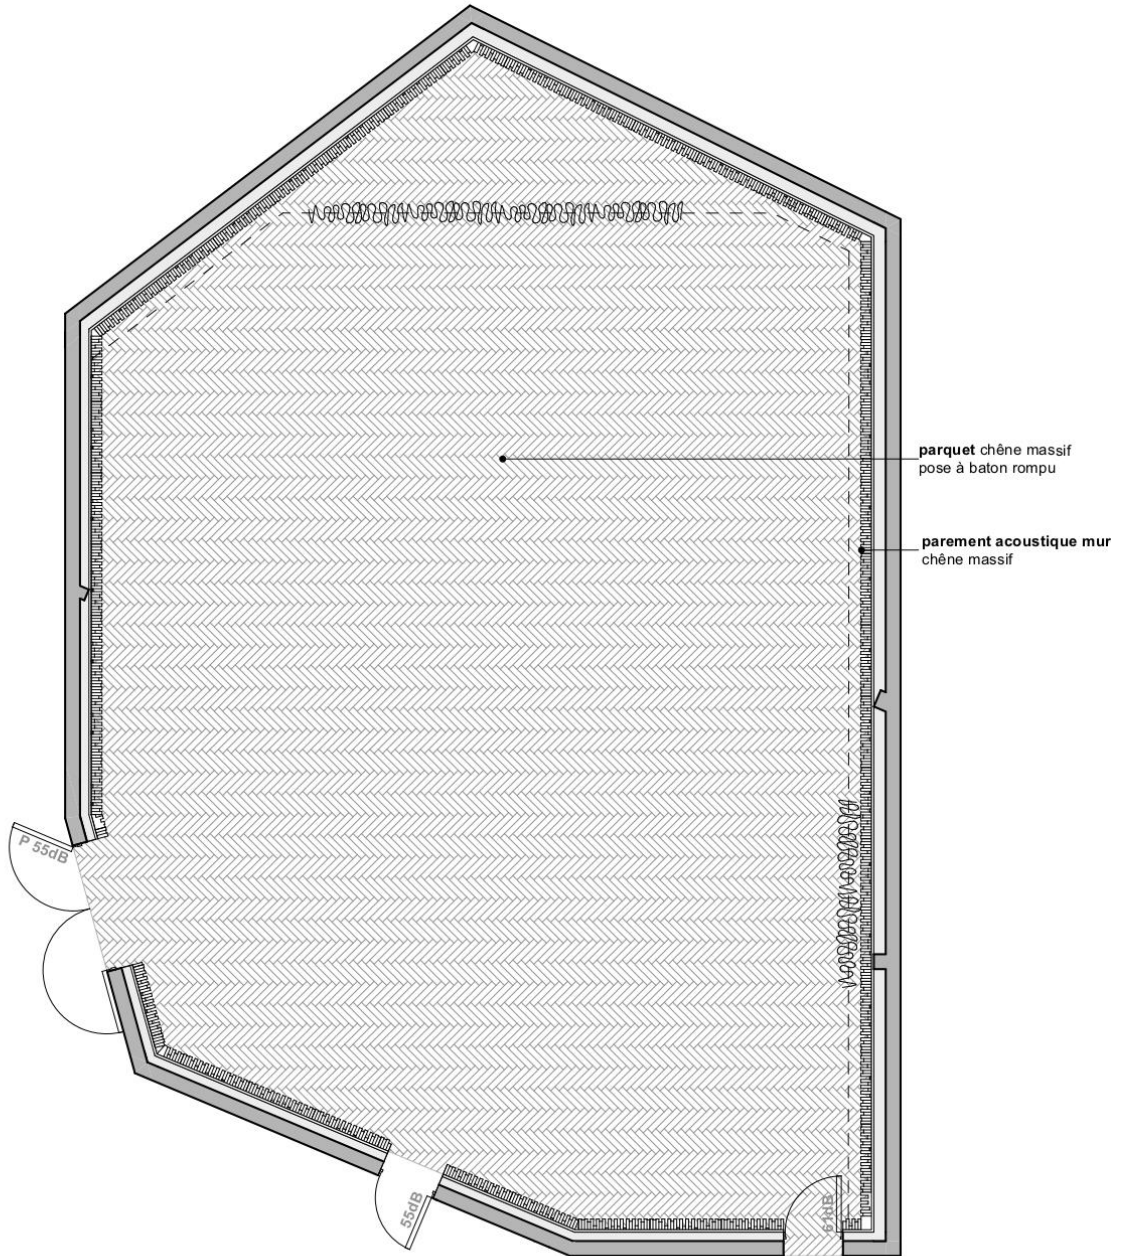 parquet chêne massif
pose à baton rompu
parement acoustique mur
chêne massif
P 55dB
55dB
61dB